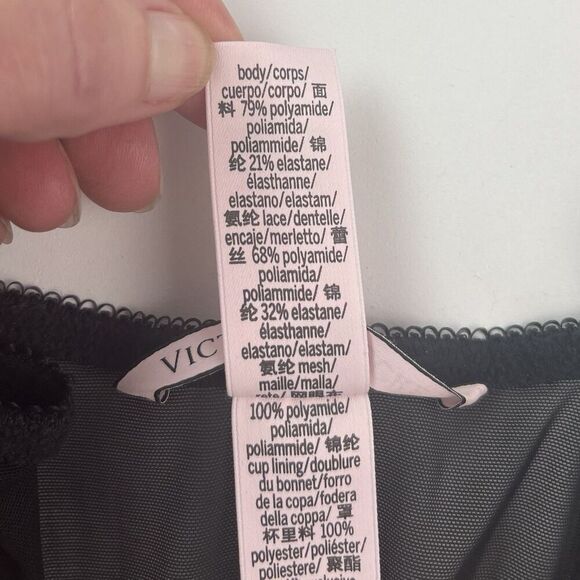 body/corps/
cuerpo/corpo/ 面
料 79% polyamide/
poliamida/
poliammide/ 锦
纶 21% elastane/
élasthanne/
elastano/elastam/
氨纶 lace/dentelle/
encaje/merletto/ 蕾
丝 68% polyamide/
poliamida/
poliammide/ 锦
纶 32% elastane/
élasthanne/
elastano/elastam/
氨纶 mesh/
maille/malla/
VICT
100% polyamide/
poliamida/
poliammide/ 锦纶
cup lining/doublure
du bonnet/forro
de la copa/fodera
della coppa/ 罩
杯里料 100%
polyester/poliéster/
poliestere/ 聚酯